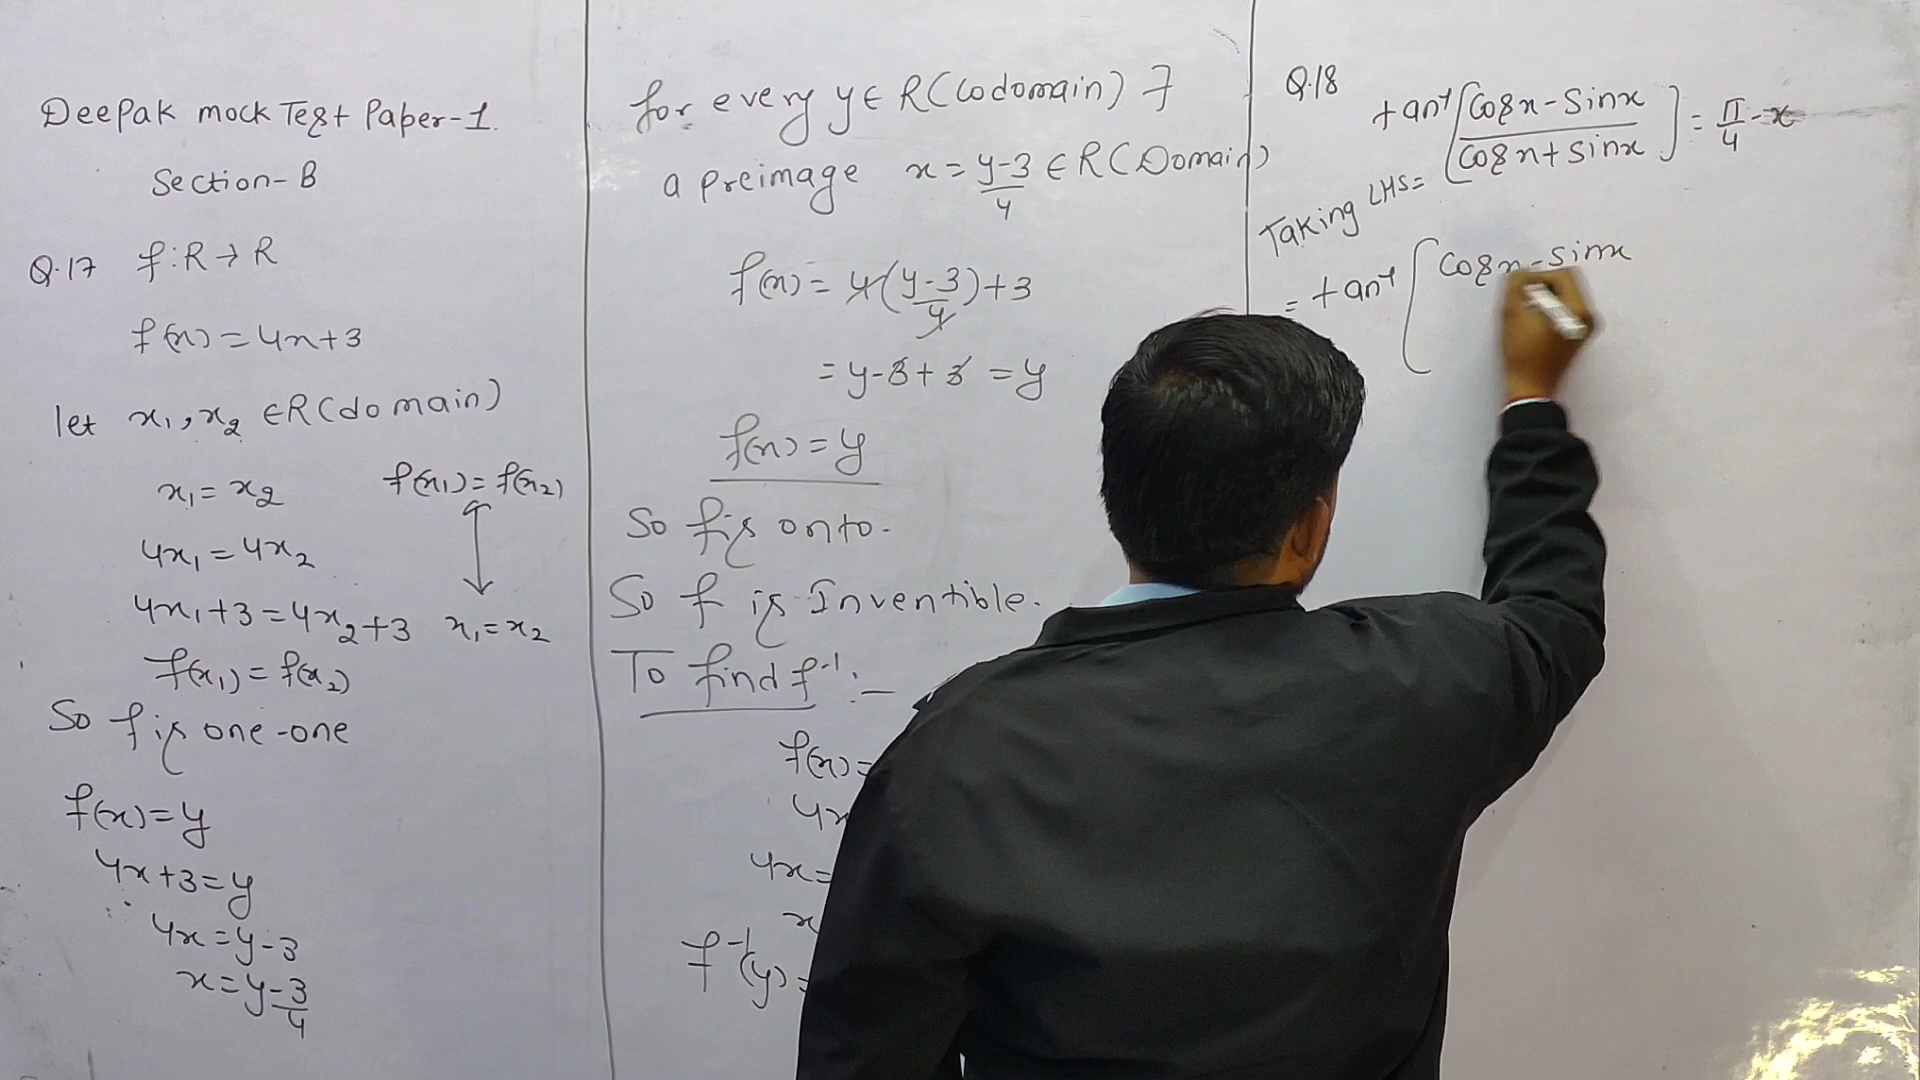 Deepak mock Test Paper-1.
Section-B
Q.17 f:R→R
f(x)=4x+3
let x₁,x₂ ∈R(domain)
x₁=x₂ f(x₁)=f(x₂)
4x₁=4x₂
4x₁+3=4x₂+3 x₁=x₂
f(x₁)=f(x₂)
So f is one-one
f(x)=y
4x+3=y
4x=y-3
x=y-3/4
for every y∈R(Codomain) ∃
a preimage x=y-3/4 ∈R(Domain)
f(x)=4(y-3/4)+3
=y-3+3=y
f(x)=y
So f is onto.
So f is Inventible.
To find f⁻¹:-
f(x)=
4x
4x=
x
f⁻¹(y)=
Q.18
tan⁻¹[cosx-sinx/cosx+sinx]=π/4-x
Taking LHS=
=tan⁻¹[cosx-sinx